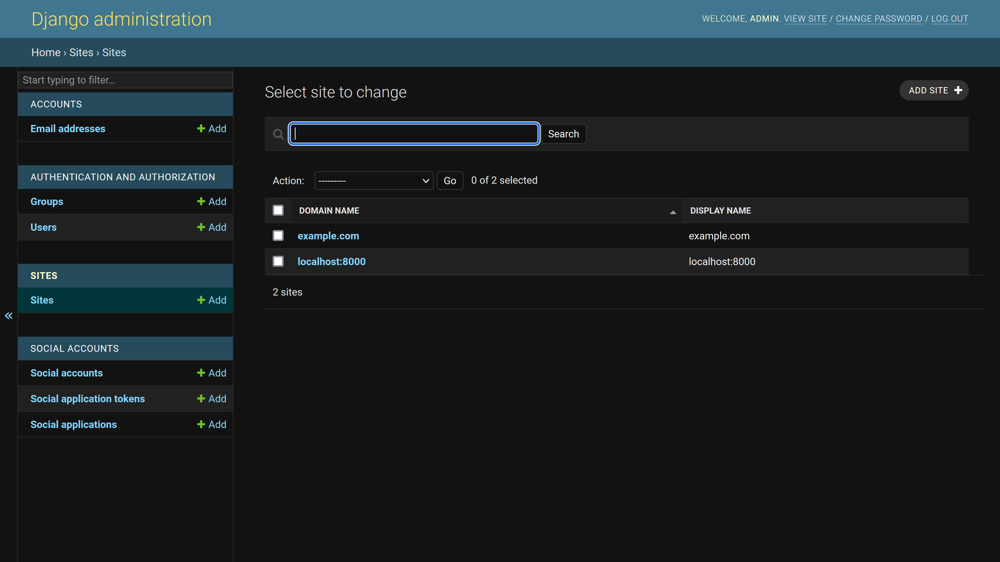 Django administration
WELCOME, ADMIN. VIEW SITE / CHANGE PASSWORD / LOG OUT
Home › Sites › Sites
Start typing to filter...
ACCOUNTS
Email addresses Add
AUTHENTICATION AND AUTHORIZATION
Groups Add
Users Add
SITES
Sites Add
«
SOCIAL ACCOUNTS
Social accounts Add
Social application tokens Add
Social applications Add
Select site to change
ADD SITE
Search
Action: --------- Go 0 of 2 selected
DOMAIN NAME DISPLAY NAME
example.com example.com
localhost:8000 localhost:8000
2 sites